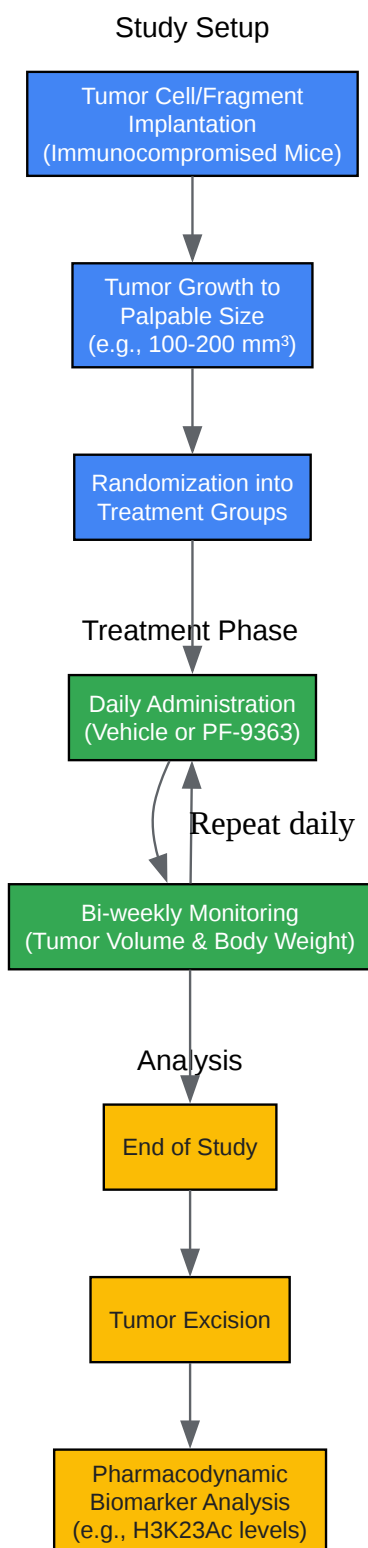 Study Setup
Tumor Cell/Fragment
Implantation
(Immunocompromised Mice)
Tumor Growth to
Palpable Size
(e.g., 100-200 mm³)
Randomization into
Treatment Groups
Treatment Phase
Daily Administration
(Vehicle or PF-9363)
Repeat daily
Bi-weekly Monitoring
(Tumor Volume & Body Weight)
Analysis
End of Study
Tumor Excision
Pharmacodynamic
Biomarker Analysis
(e.g., H3K23Ac levels)